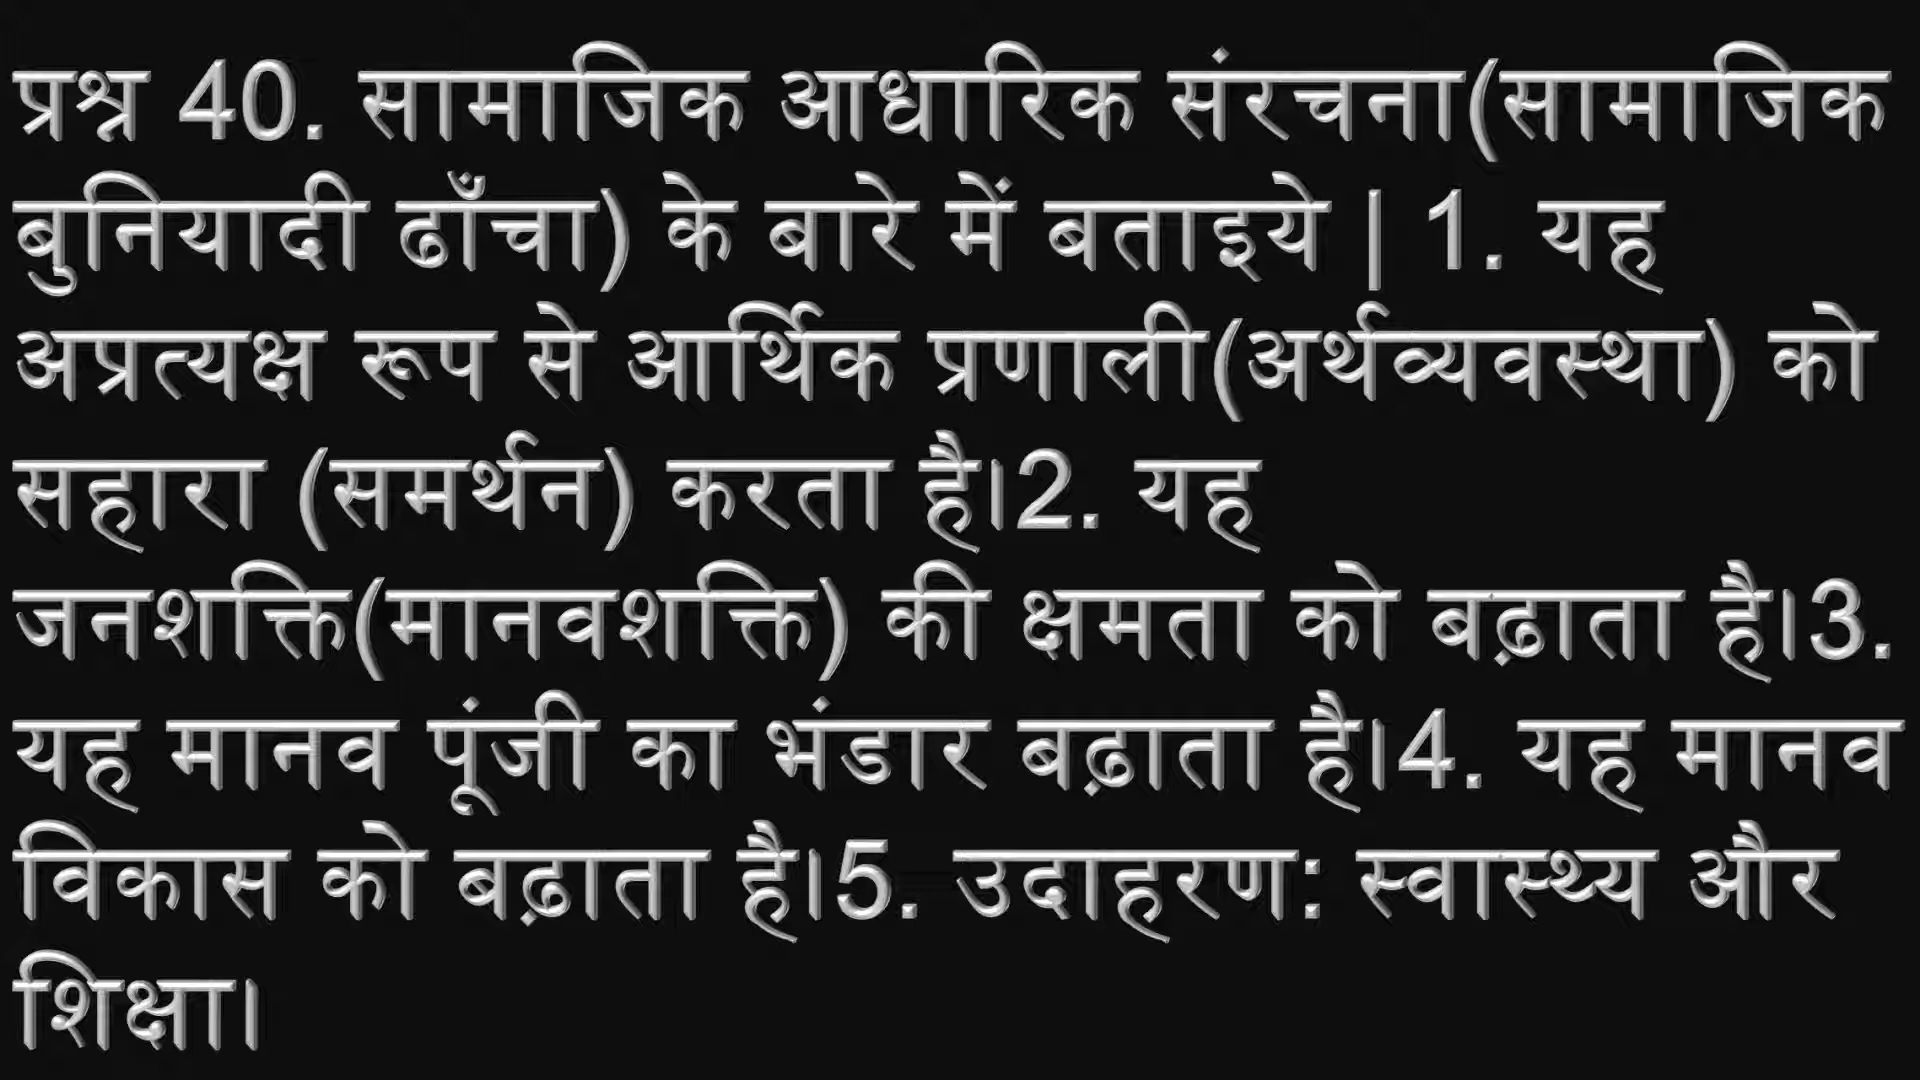 प्रश्न 40. सामाजिक आधारिक संरचना(सामाजिक
बुनियादी ढाँचा) के बारे में बताइये | 1. यह
अप्रत्यक्ष रूप से आर्थिक प्रणाली(अर्थव्यवस्था) को
सहारा (समर्थन) करता है।2. यह
जनशक्ति(मानवशक्ति) की क्षमता को बढ़ाता है।3.
यह मानव पूंजी का भंडार बढ़ाता है।4. यह मानव
विकास को बढ़ाता है।5. उदाहरण: स्वास्थ्य और
शिक्षा।